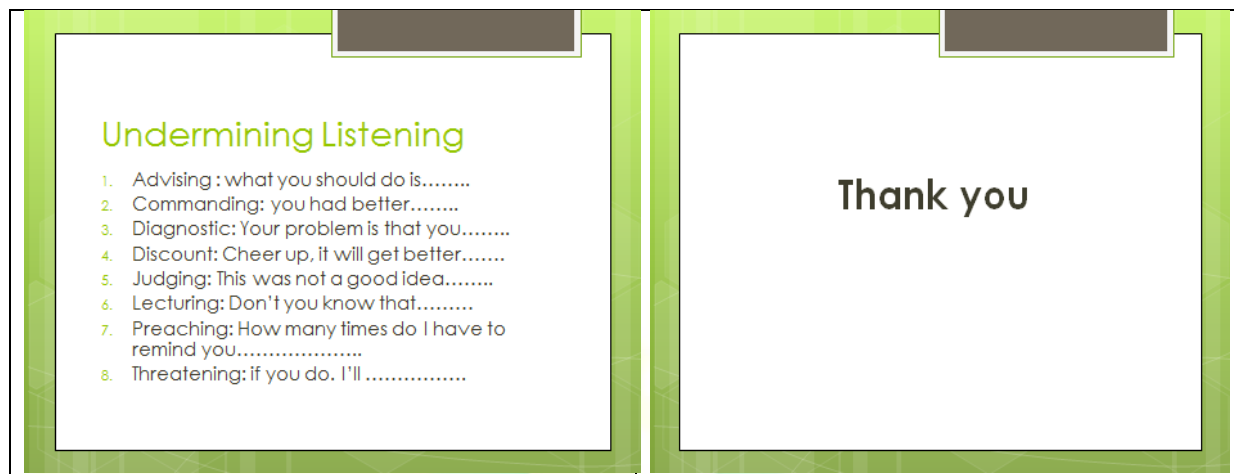 Undermining Listening
1. Advising : what you should do is........
2. Commanding: you had better........
3. Diagnostic: Your problem is that you........
4. Discount: Cheer up, it will get better.......
5. Judging: This was not a good idea........
6. Lecturing: Don't you know that.........
7. Preaching: How many times do I have to
remind you....................
8. Threatening: if you do. I'll ................
Thank you